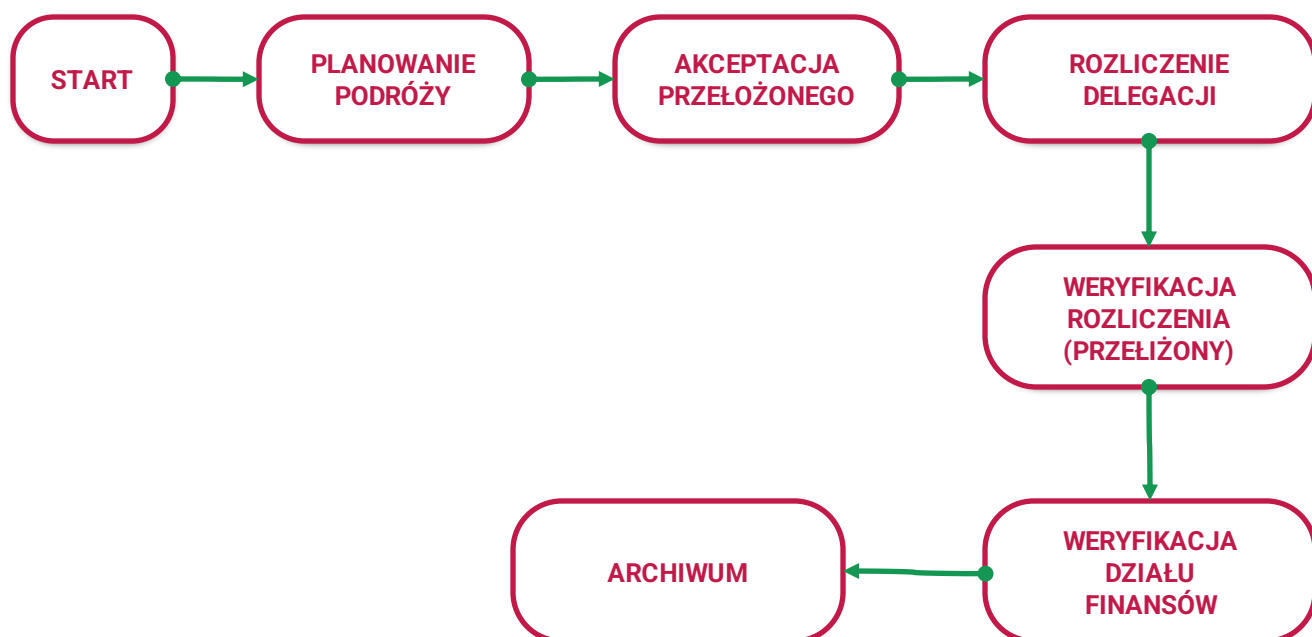 START
PLANOWANIE
PODRÓŻY
AKCEPTACJA
PRZEŁOŻONEGO
ROZLICZENIE
DELEGACJI
WERYFIKACJA
ROZLICZENIA
(PRZEŁIŻONY)
WERYFIKACJA
DZIAŁU
FINANSÓW
ARCHIWUM